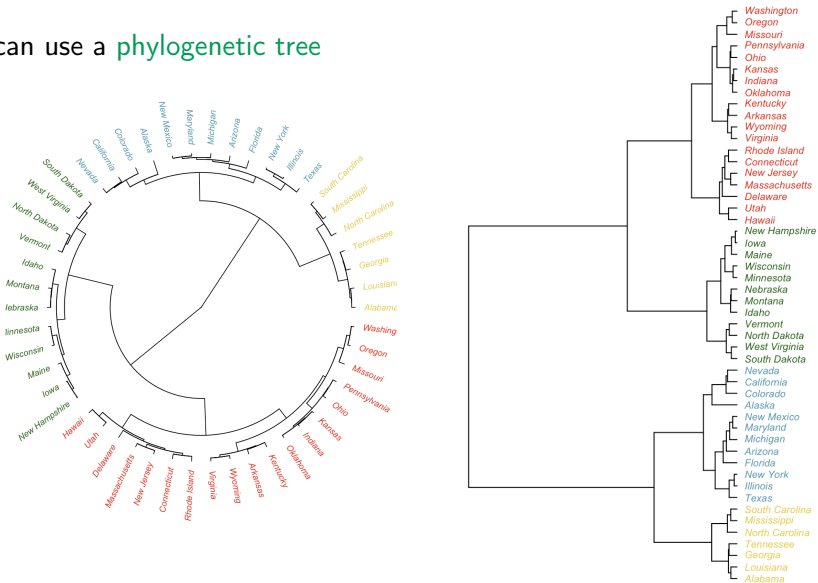 can use a phylogenetic tree
New Mexico
Maryland
Michigan
Arizona
Florida
New York
Illinois
Texas
South Carolina
Mississippi
North Carolina
Tennessee
Georgia
Louisiana
Alabama
Washing
Oregon
Missouri
Pennsylvania
Ohio
Kansas
Indiana
Oklahoma
Kentucky
Arkansas
Wyoming
Virginia
Rhode Island
Connecticut
New Jersey
Massachusetts
Delaware
Utah
Hawaii
New Hampshire
Iowa
Maine
Wisconsin
linnesota
lebraska
Montana
Idaho
Vermont
North Dakota
West Virginia
South Dakota
Nevada
California
Colorado
Alaska
Washington
Oregon
Missouri
Pennsylvania
Ohio
Kansas
Indiana
Oklahoma
Kentucky
Arkansas
Wyoming
Virginia
Rhode Island
Connecticut
New Jersey
Massachusetts
Delaware
Utah
Hawaii
New Hampshire
Iowa
Maine
Wisconsin
Minnesota
Nebraska
Montana
Idaho
Vermont
North Dakota
West Virginia
South Dakota
Nevada
California
Colorado
Alaska
New Mexico
Maryland
Michigan
Arizona
Florida
New York
Illinois
Texas
South Carolina
Mississippi
North Carolina
Tennessee
Georgia
Louisiana
Alabama